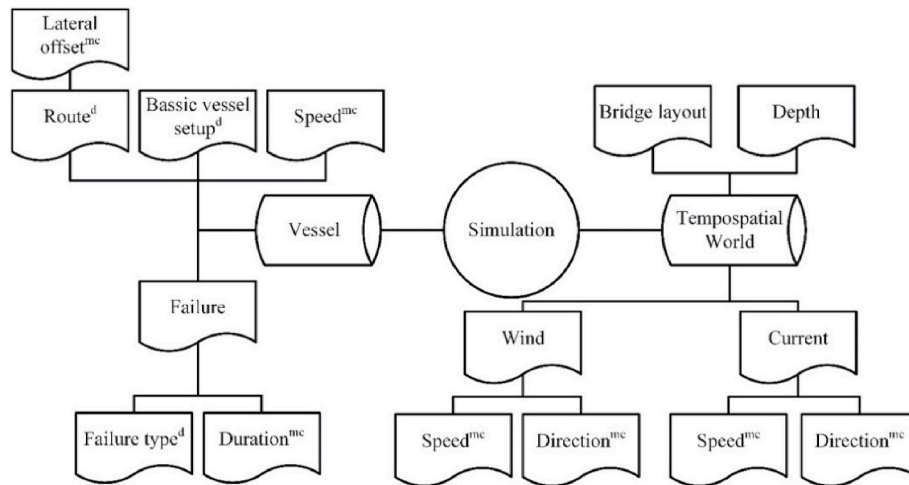 Lateral
offsetᵐᶜ
Routeᵈ
Bassic vessel
setupᵈ
Speedᵐᶜ
Bridge layout
Depth
Vessel
Simulation
Tempospatial
World
Failure
Wind
Current
Failure typeᵈ
Durationᵐᶜ
Speedᵐᶜ
Directionᵐᶜ
Speedᵐᶜ
Directionᵐᶜ